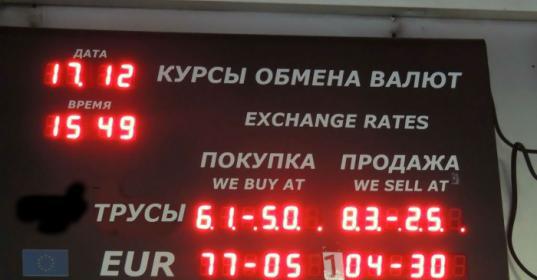 ДАТА
17.12
КУРСЫ ОБМЕНА ВАЛЮТ
ВРЕМЯ
15 49
EXCHANGE RATES
ПОКУПКА ПРОДАЖА
WE BUY AT WE SELL AT
ТРУСЫ 61.-50. 83.-25.
EUR 77-05 104-30